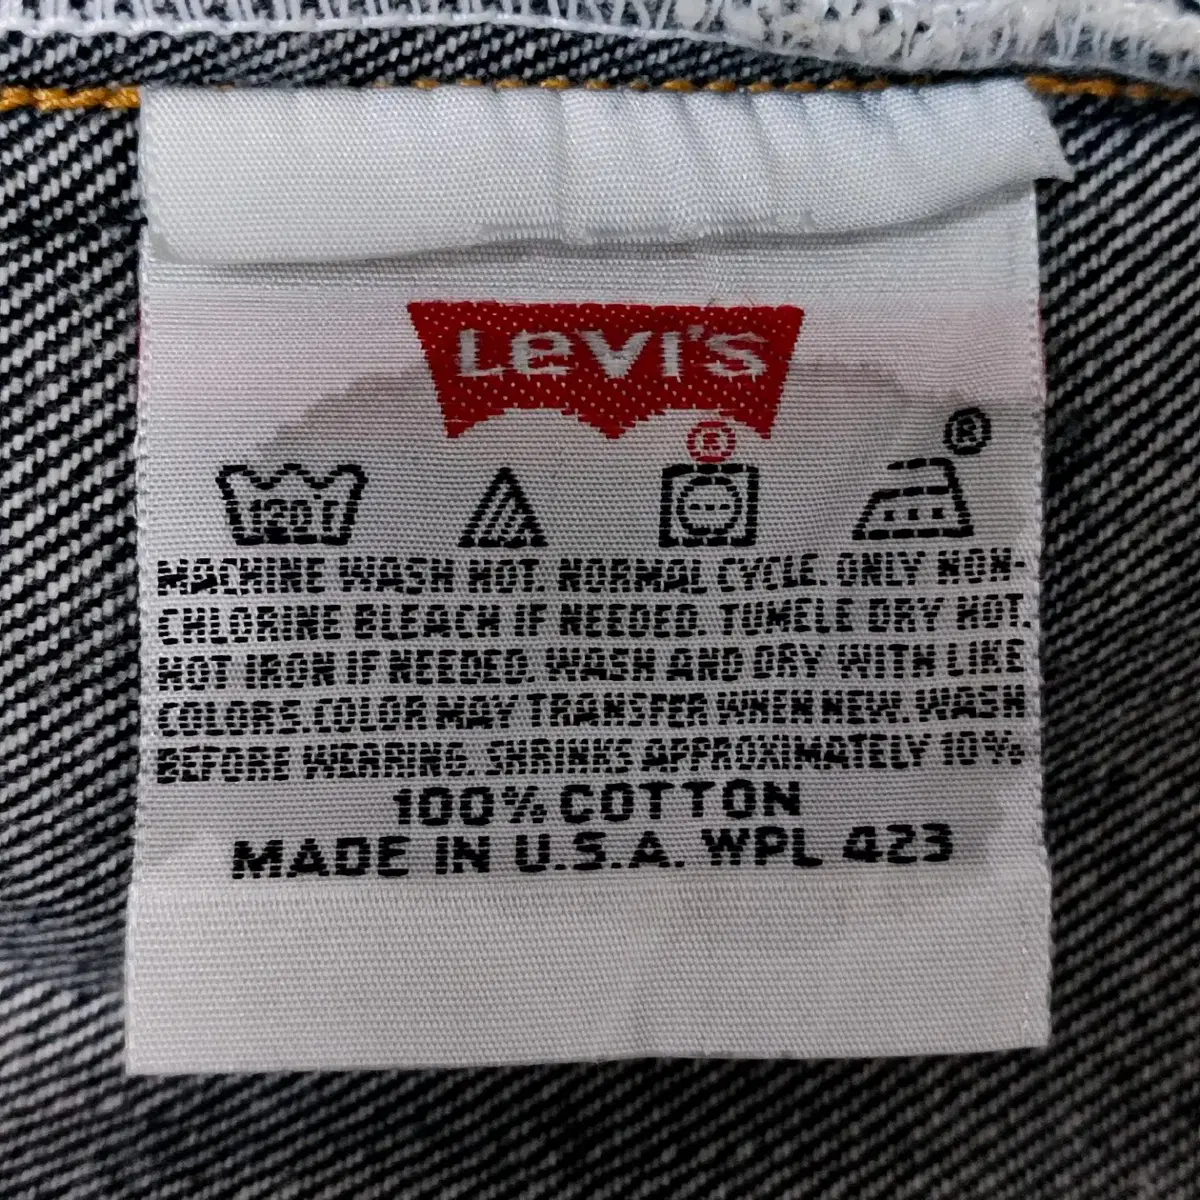 Levi's
®
®
120°F
MACHINE WASH HOT. NORMAL CYCLE. ONLY NON-
CHLORINE BLEACH IF NEEDED. TUMBLE DRY HOT.
HOT IRON IF NEEDED. WASH AND DRY WITH LIKE
COLORS. COLOR MAY TRANSFER WHEN NEW. WASH
BEFORE WEARING. SHRINKS APPROXIMATELY 10%
100% COTTON
MADE IN U.S.A. WPL 423